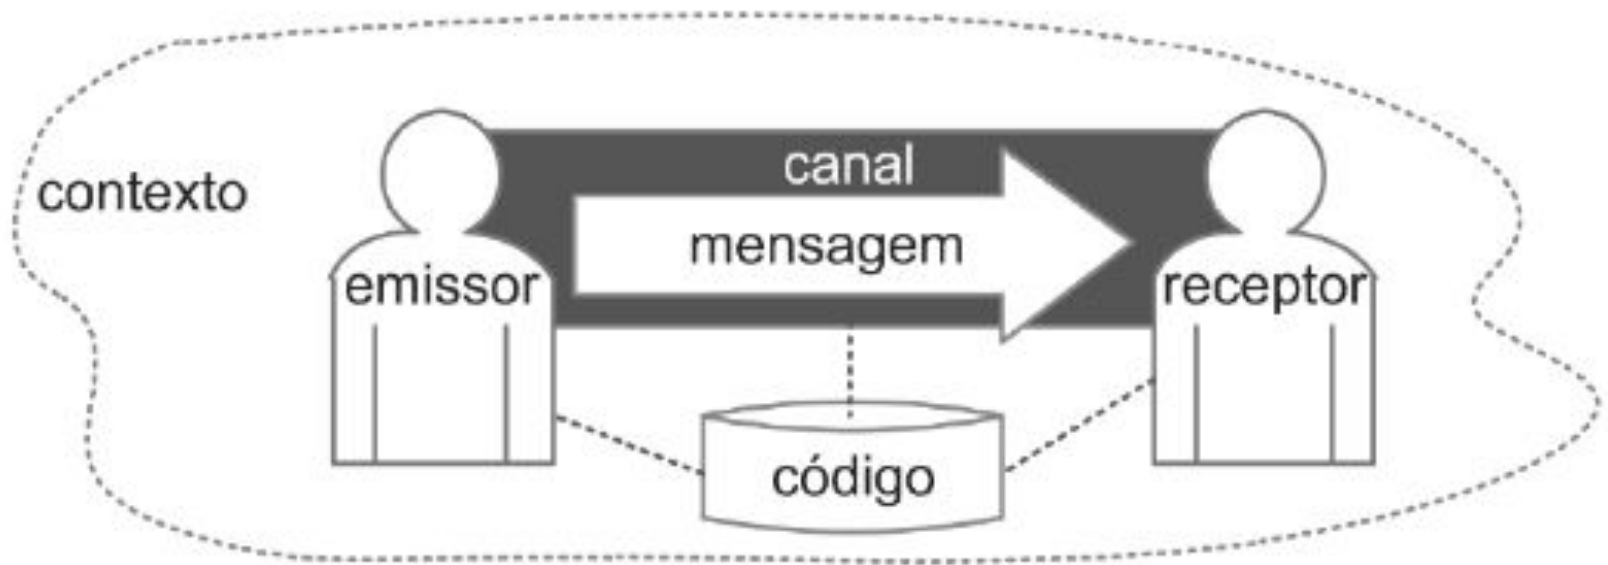 canal
contexto
mensagem
emissor
receptor
código